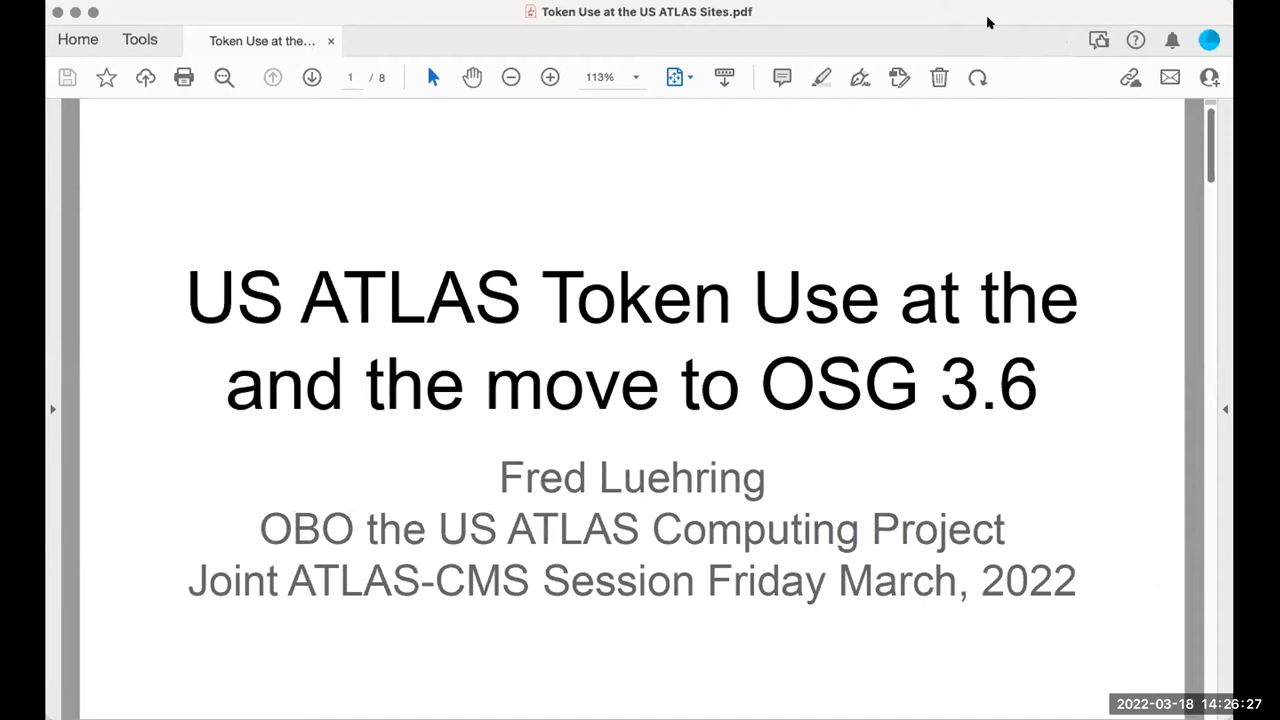 Token Use at the US ATLAS Sites.pdf
Home
Tools
Token Use at the...
1 / 8
113%
US ATLAS Token Use at the
and the move to OSG 3.6
Fred Luehring
OBO the US ATLAS Computing Project
Joint ATLAS-CMS Session Friday March, 2022
2022-03-18 14:26:27